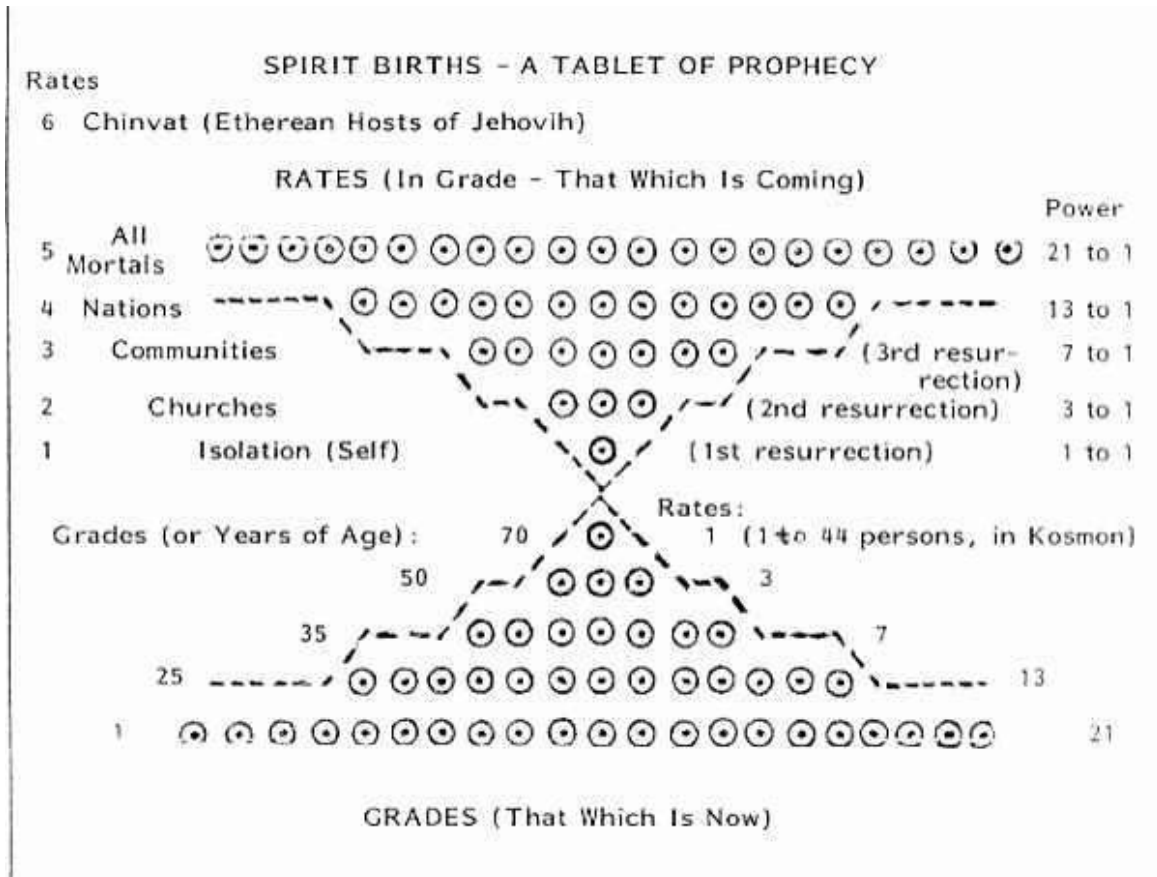 SPIRIT BIRTHS - A TABLET OF PROPHECY
Rates
6 Chinvat (Etherean Hosts of Jehovih)
RATES (In Grade - That Which Is Coming)
Power
5 All Mortals 21 to 1
4 Nations 13 to 1
3 Communities (3rd resur-rection) 7 to 1
2 Churches (2nd resurrection) 3 to 1
1 Isolation (Self) (1st resurrection) 1 to 1
Rates:
Grades (or Years of Age): 70 1 (1 to 44 persons, in Kosmon)
50 3
35 7
25 13
1 21
GRADES (That Which Is Now)